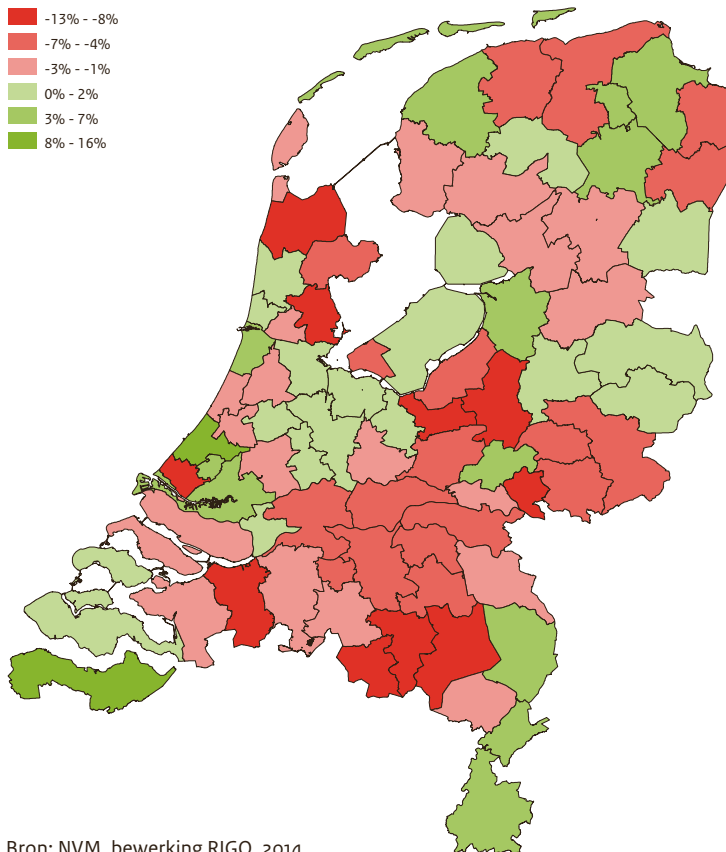 -13% - -8%
-7% - -4%
-3% - -1%
0% - 2%
3% - 7%
8% - 16%
Bron: NVM, bewerking RIGO, 2014